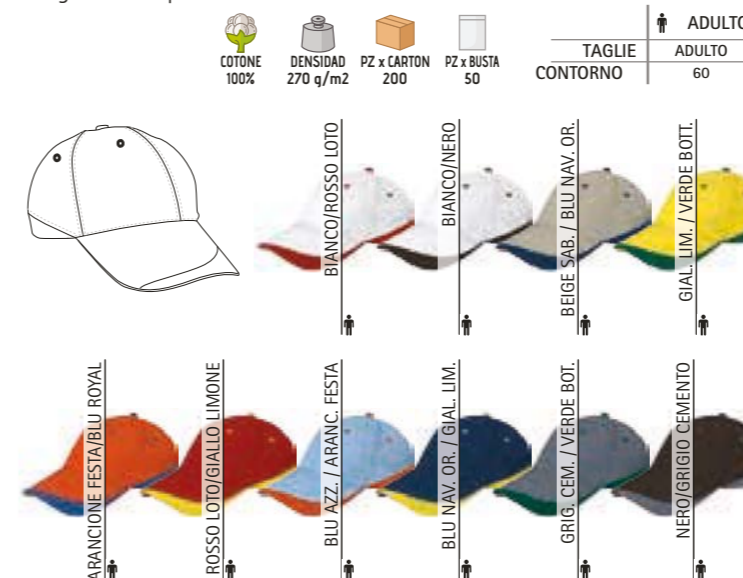 COTONE
100%
DENSIDAD
270 g/m2
PZ x CARTON
200
PZ x BUSTA
50
ADULTO
TAGLIE ADULTO
CONTORNO 60
BIANCO/ROSSO LOTO
BIANCO/NERO
BEIGE SAB. / BLU NAV. OR.
GIAL. LIM. / VERDE BOTT.
ARANCIONE FESTA/BLU ROYAL
ROSSO LOTO/GIALLO LIMONE
BLU AZZ. / ARANC. FESTA
BLU NAV. OR. / GIAL. LIM.
GRIG. CEM. / VERDE BOT.
NERO/GRIGIO CEMENTO